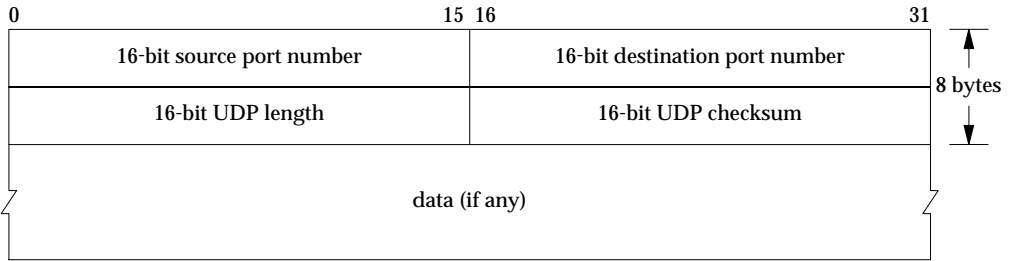 0 15 16 31
16-bit source port number 16-bit destination port number
8 bytes
16-bit UDP length 16-bit UDP checksum
data (if any)